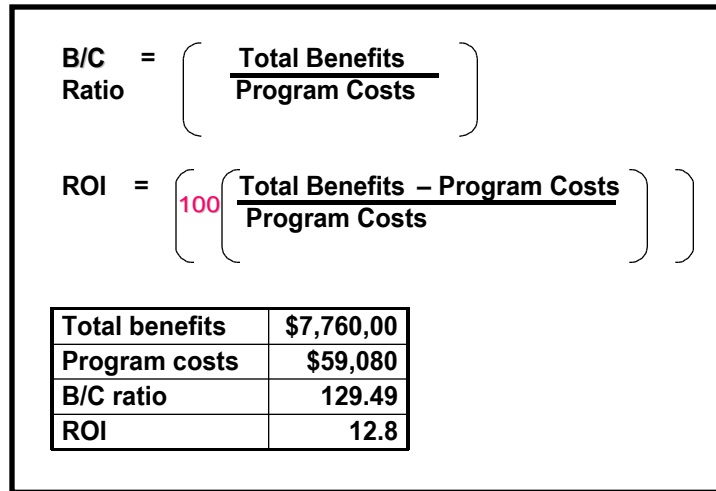 B/C = Total Benefits
Ratio Program Costs
ROI = 100 Total Benefits – Program Costs
Program Costs
Total benefits $7,760,00
Program costs $59,080
B/C ratio 129.49
ROI 12.8